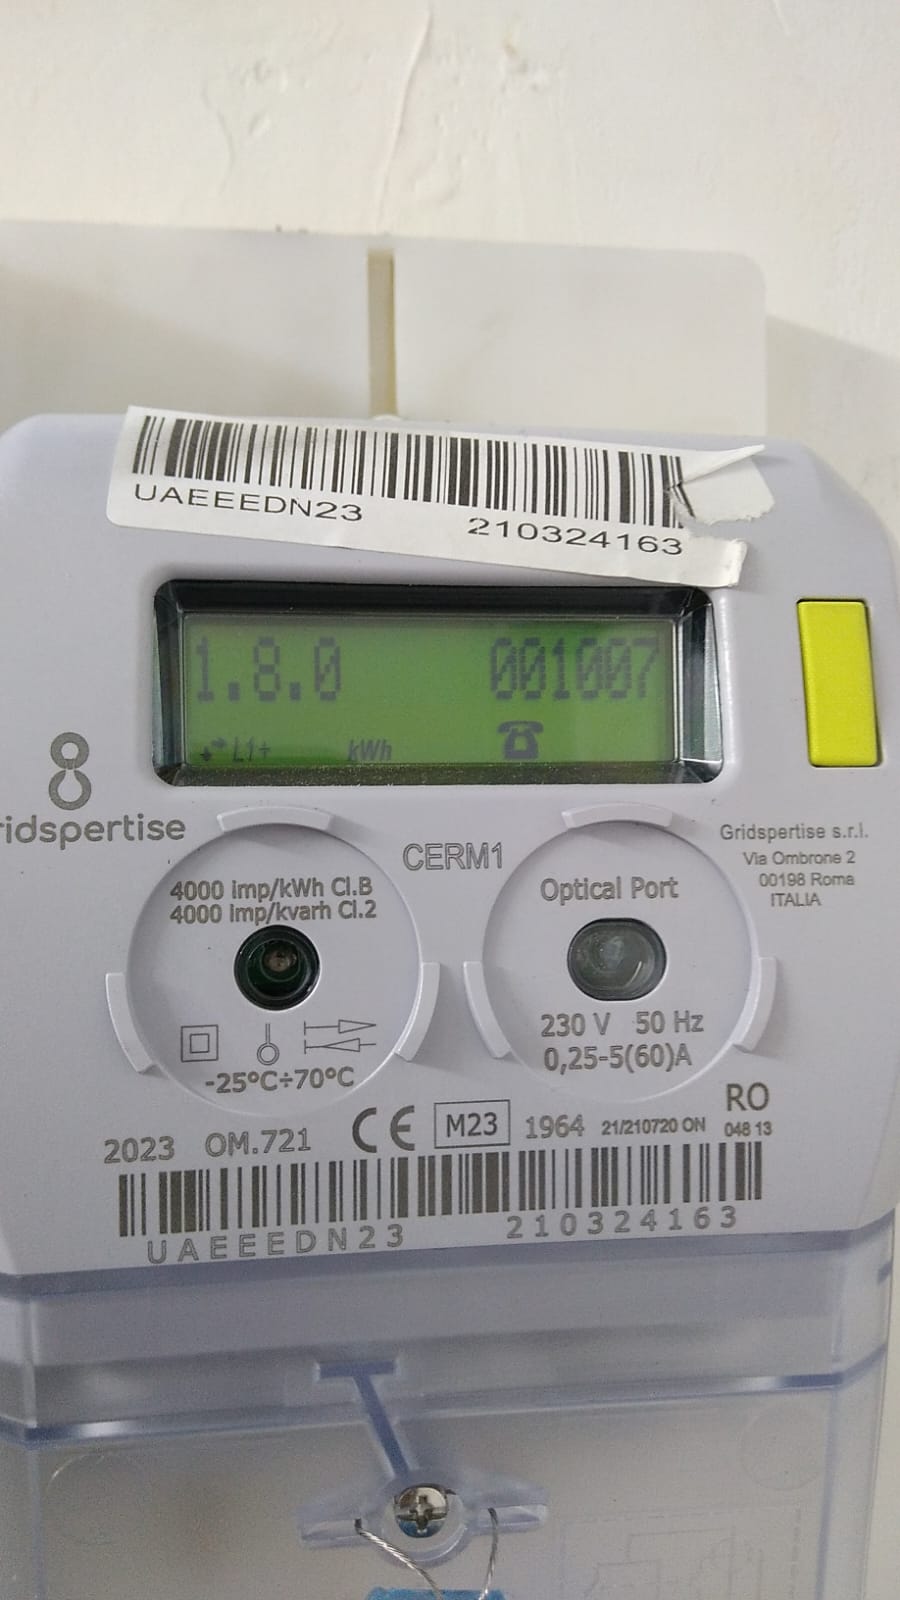 UAEEEDN23 210324163
1.8.0 001007
L1+ kWh
ridspertise
CERM1
Gridspertise s.r.l.
Via Ombrone 2
00198 Roma
ITALIA
4000 imp/kWh Cl.B
4000 imp/kvarh Cl.2
-25°C÷70°C
Optical Port
230 V 50 Hz
0,25-5(60)A
2023 OM.721 CE M23 1964 21/210720 ON
RO
048 13
UAEEEDN23 210324163